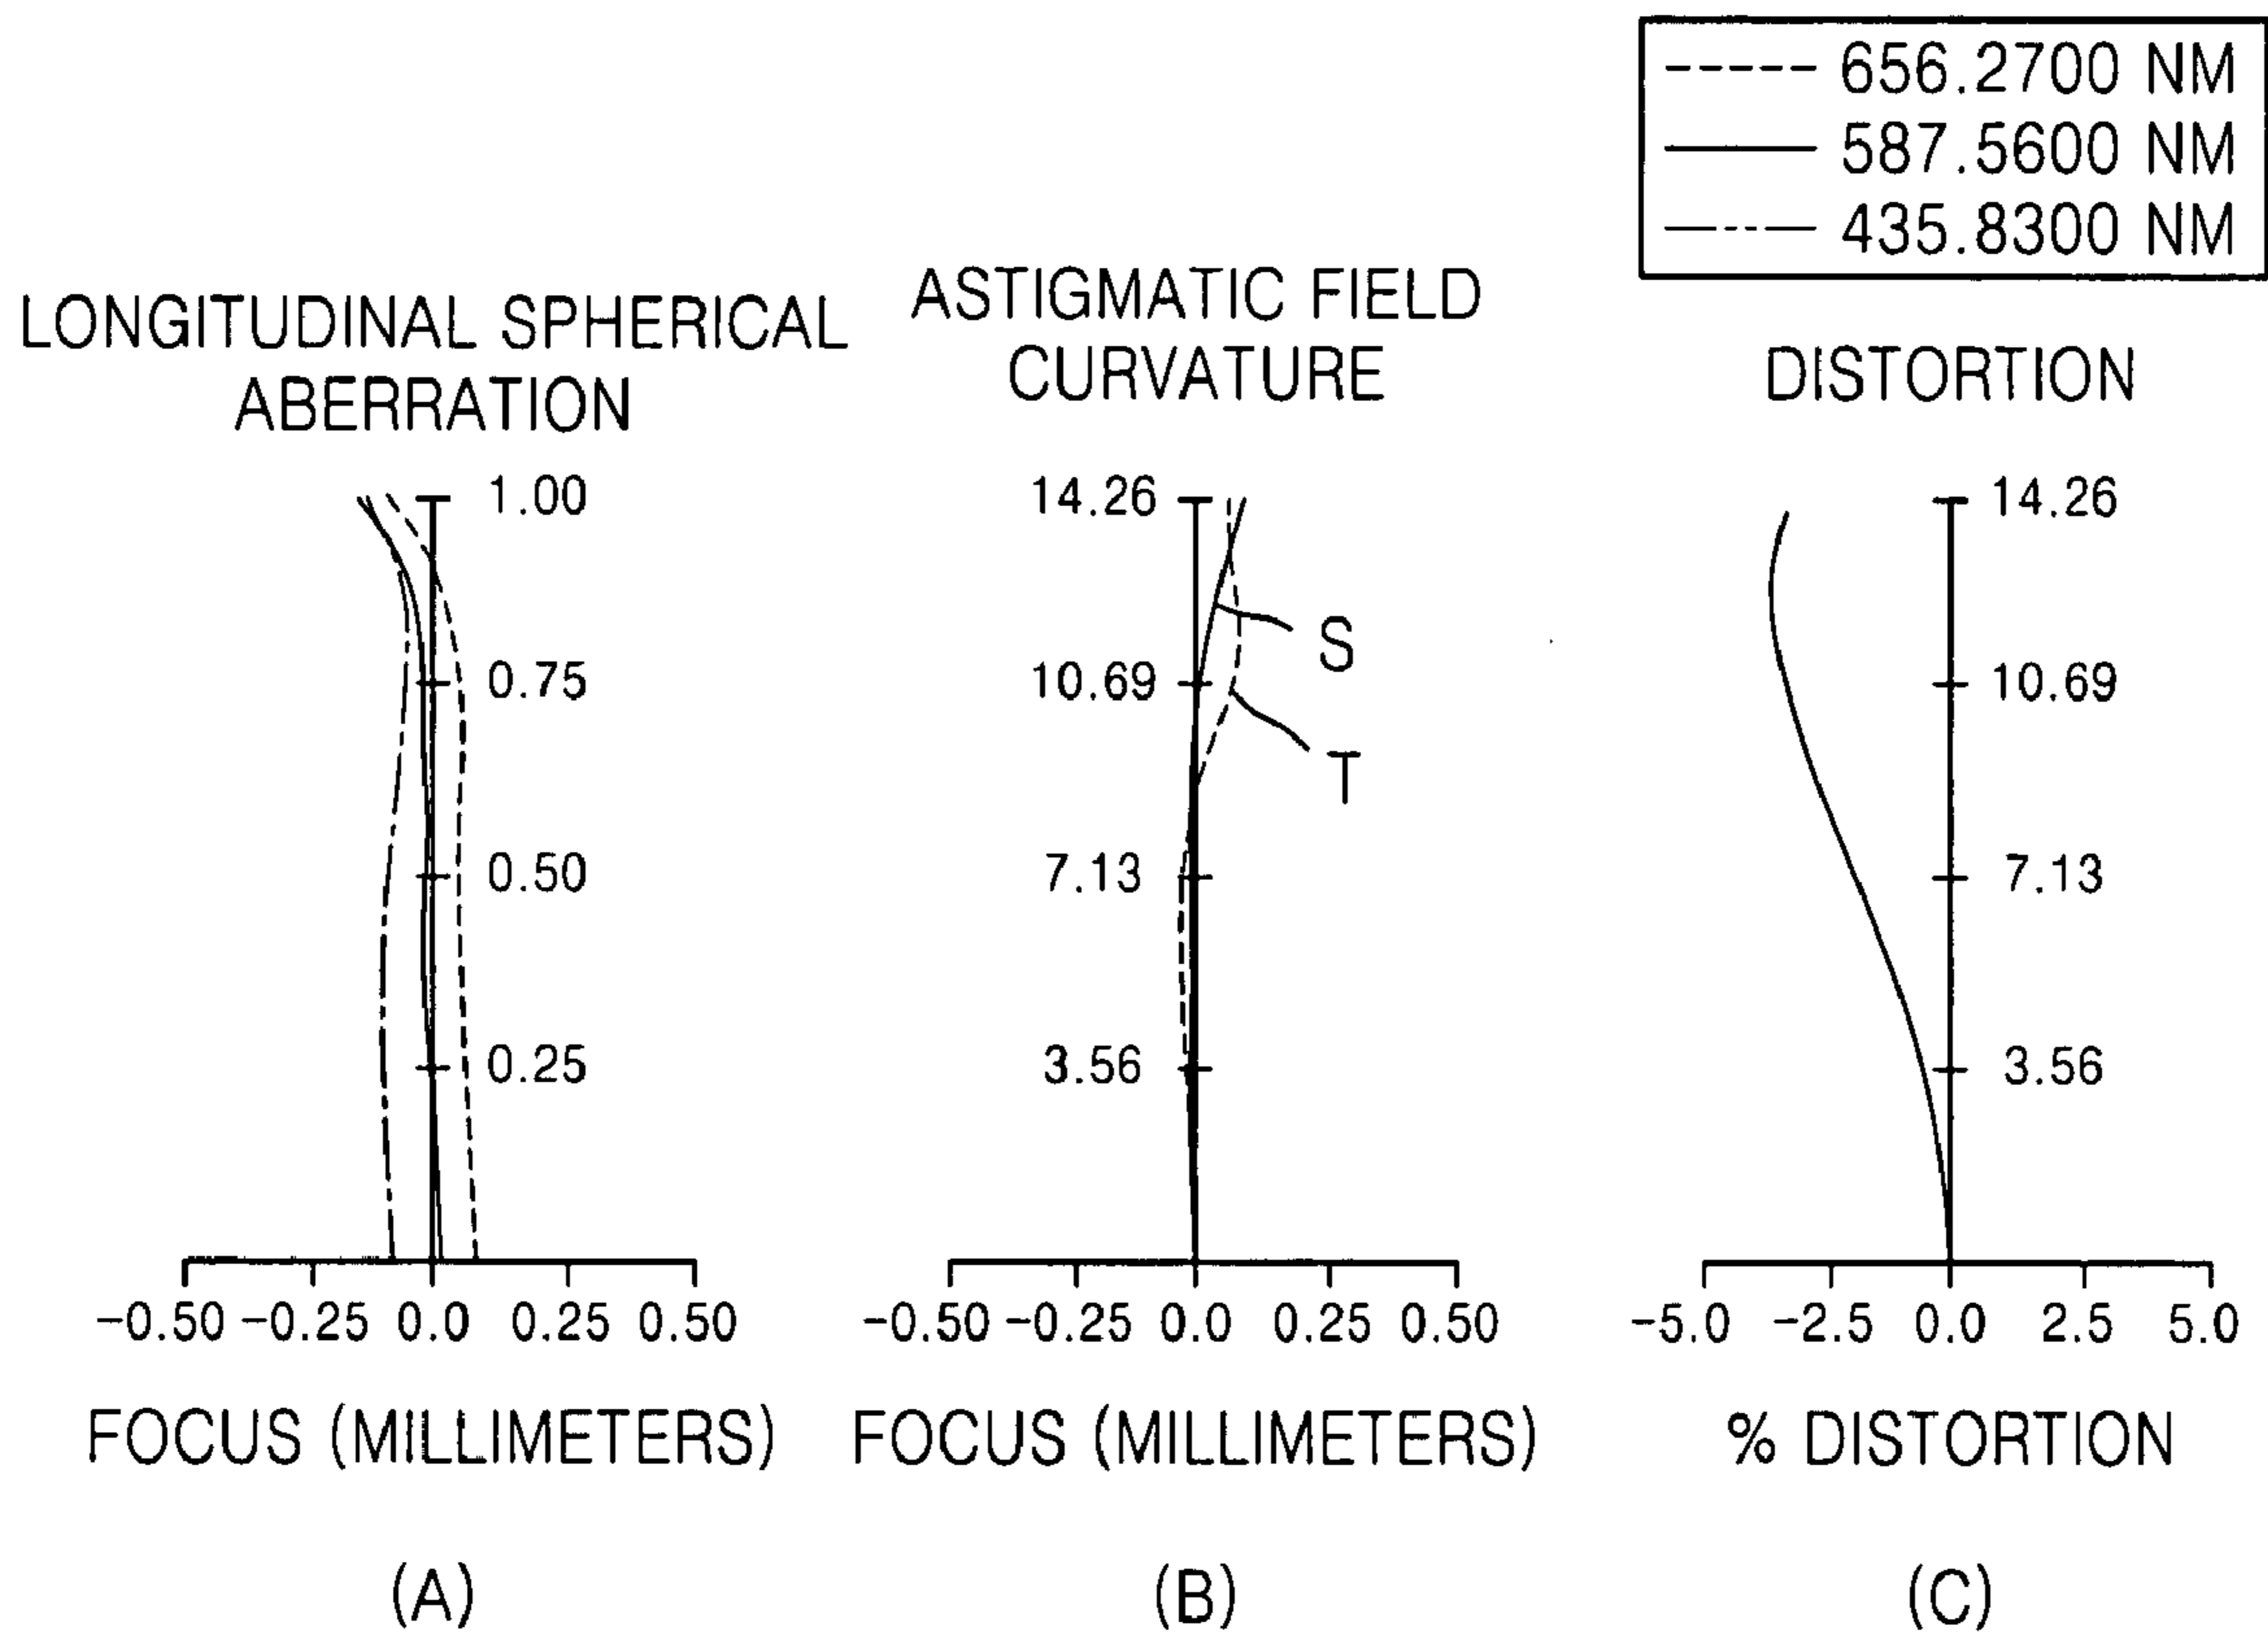 656.2700 NM
587.5600 NM
435.8300 NM
LONGITUDINAL SPHERICAL
ABERRATION
1.00
0.75
0.50
0.25
-0.50 -0.25 0.0 0.25 0.50
FOCUS (MILLIMETERS)
(A)
ASTIGMATIC FIELD
CURVATURE
14.26
10.69
7.13
3.56
S
T
-0.50 -0.25 0.0 0.25 0.50
FOCUS (MILLIMETERS)
(B)
DISTORTION
14.26
10.69
7.13
3.56
-5.0 -2.5 0.0 2.5 5.0
% DISTORTION
(C)